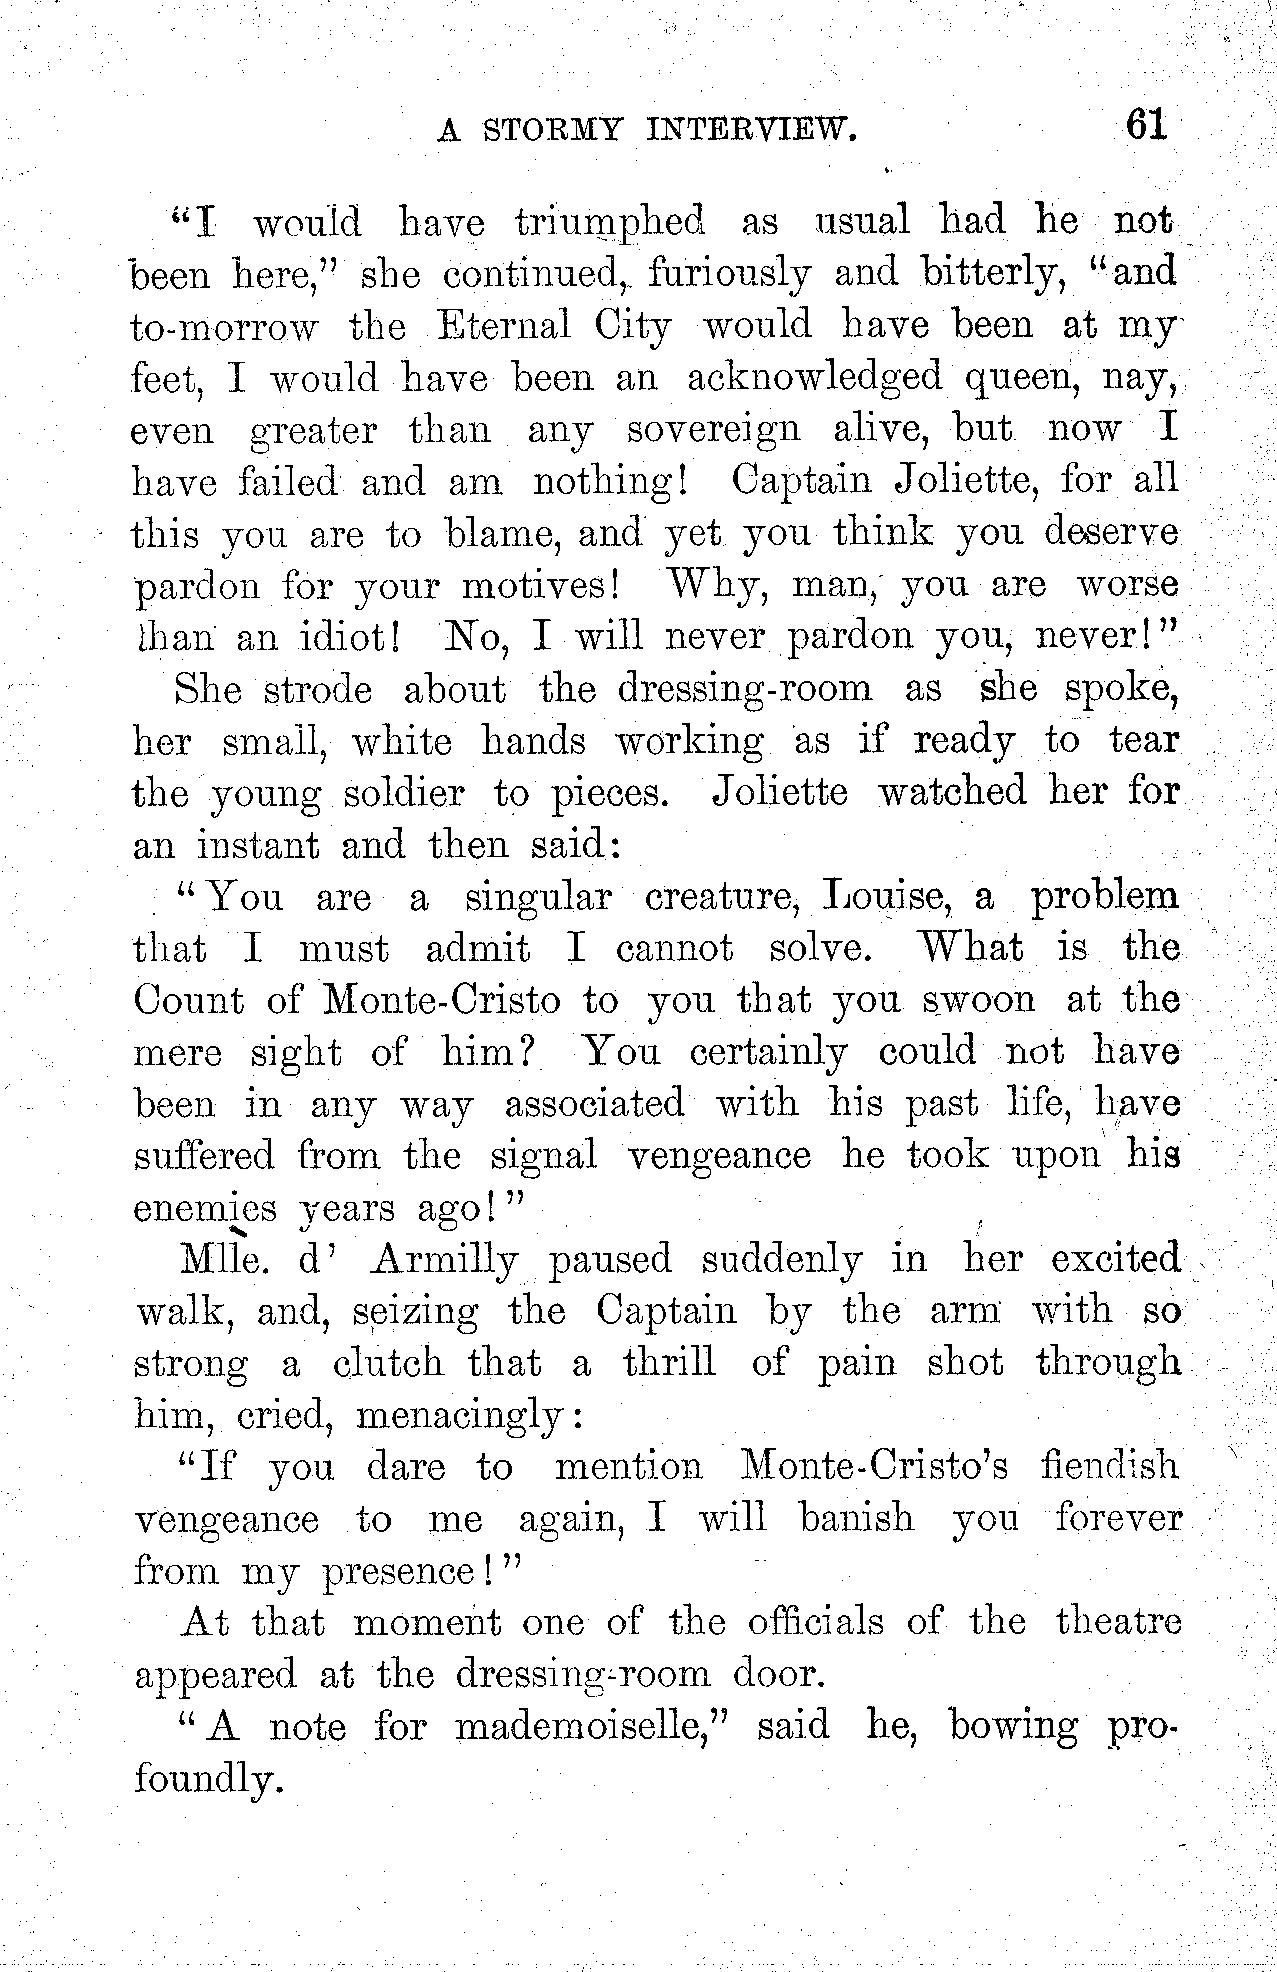 A STORMY INTERVIEW. 61
"I would have triumphed as usual had he not
been here," she continued, furiously and bitterly, "and
to-morrow the Eternal City would have been at my
feet, I would have been an acknowledged queen, nay,
even greater than any sovereign alive, but now I
have failed and am nothing! Captain Joliette, for all
this you are to blame, and yet you think you deserve
pardon for your motives! Why, man, you are worse
than an idiot! No, I will never pardon you, never!"
She strode about the dressing-room as she spoke,
her small, white hands working as if ready to tear
the young soldier to pieces. Joliette watched her for
an instant and then said:
"You are a singular creature, Louise, a problem
that I must admit I cannot solve. What is the
Count of Monte-Cristo to you that you swoon at the
mere sight of him? You certainly could not have
been in any way associated with his past life, have
suffered from the signal vengeance he took upon his
enemies years ago!"
Mlle. d' Armilly paused suddenly in her excited
walk, and, seizing the Captain by the arm with so
strong a clutch that a thrill of pain shot through
him, cried, menacingly:
"If you dare to mention Monte-Cristo's fiendish
vengeance to me again, I will banish you forever
from my presence!"
At that moment one of the officials of the theatre
appeared at the dressing-room door.
"A note for mademoiselle," said he, bowing pro-
foundly.